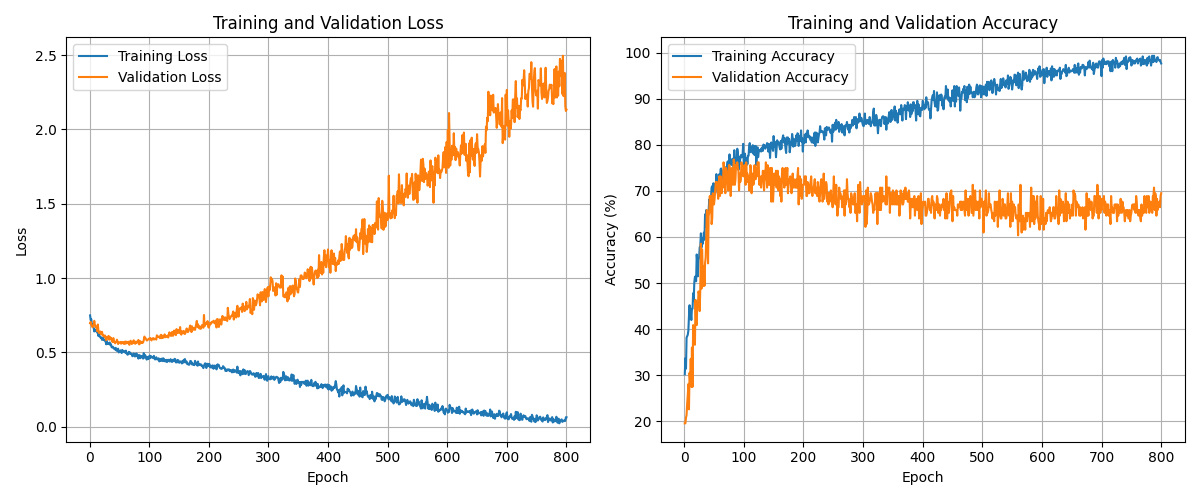 Training and Validation Loss
Training Loss
Validation Loss
2.5
2.0
1.5
1.0
0.5
0.0
Loss
0 100 200 300 400 500 600 700 800
Epoch
Training and Validation Accuracy
Training Accuracy
Validation Accuracy
100
90
80
70
60
50
40
30
20
Accuracy (%)
0 100 200 300 400 500 600 700 800
Epoch